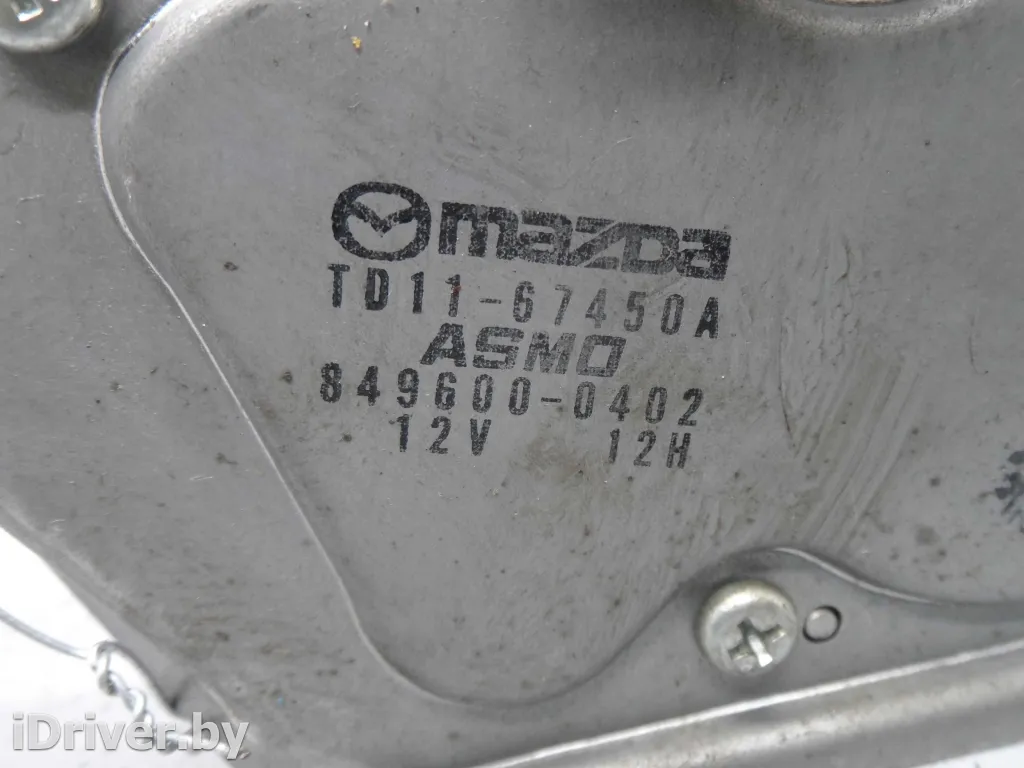 mazda
TD11-67450A
ASMO
849600-0402
12V 12H
iDriver.by